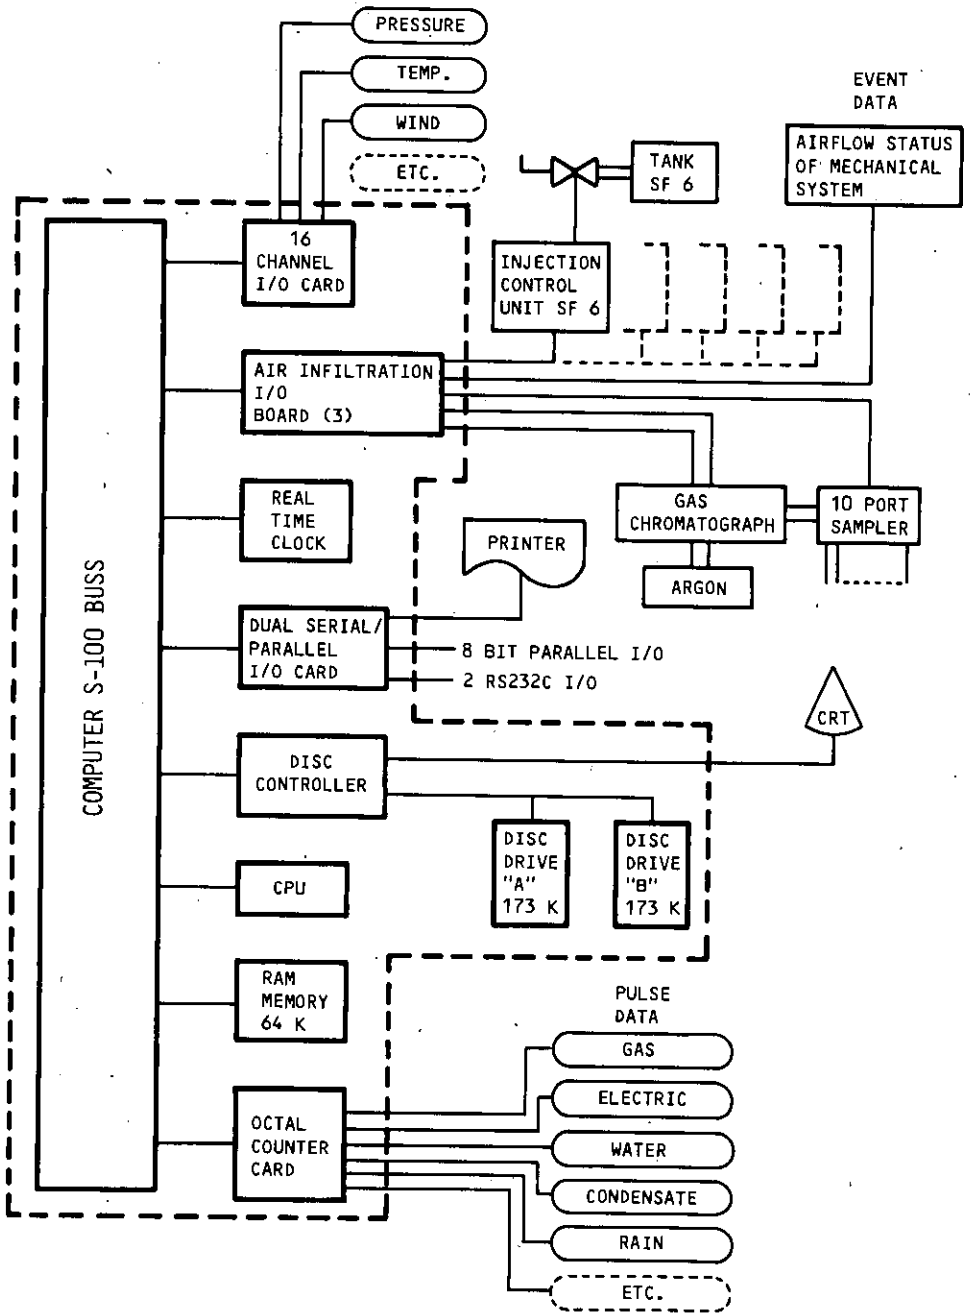 PRESSURE
TEMP.
WIND
ETC.
EVENT
DATA
AIRFLOW STATUS
OF MECHANICAL
SYSTEM
TANK
SF 6
16
CHANNEL
I/O CARD
INJECTION
CONTROL
UNIT SF 6
AIR INFILTRATION
I/O
BOARD (3)
REAL
TIME
CLOCK
GAS
CHROMATOGRAPH
10 PORT
SAMPLER
ARGON
PRINTER
COMPUTER S-100 BUSS
DUAL SERIAL/
PARALLEL
I/O CARD
8 BIT PARALLEL I/O
2 RS232C I/O
CRT
DISC
CONTROLLER
DISC
DRIVE
"A"
173 K
DISC
DRIVE
"B"
173 K
CPU
RAM
MEMORY
64 K
PULSE
DATA
GAS
ELECTRIC
WATER
CONDENSATE
RAIN
ETC.
OCTAL
COUNTER
CARD